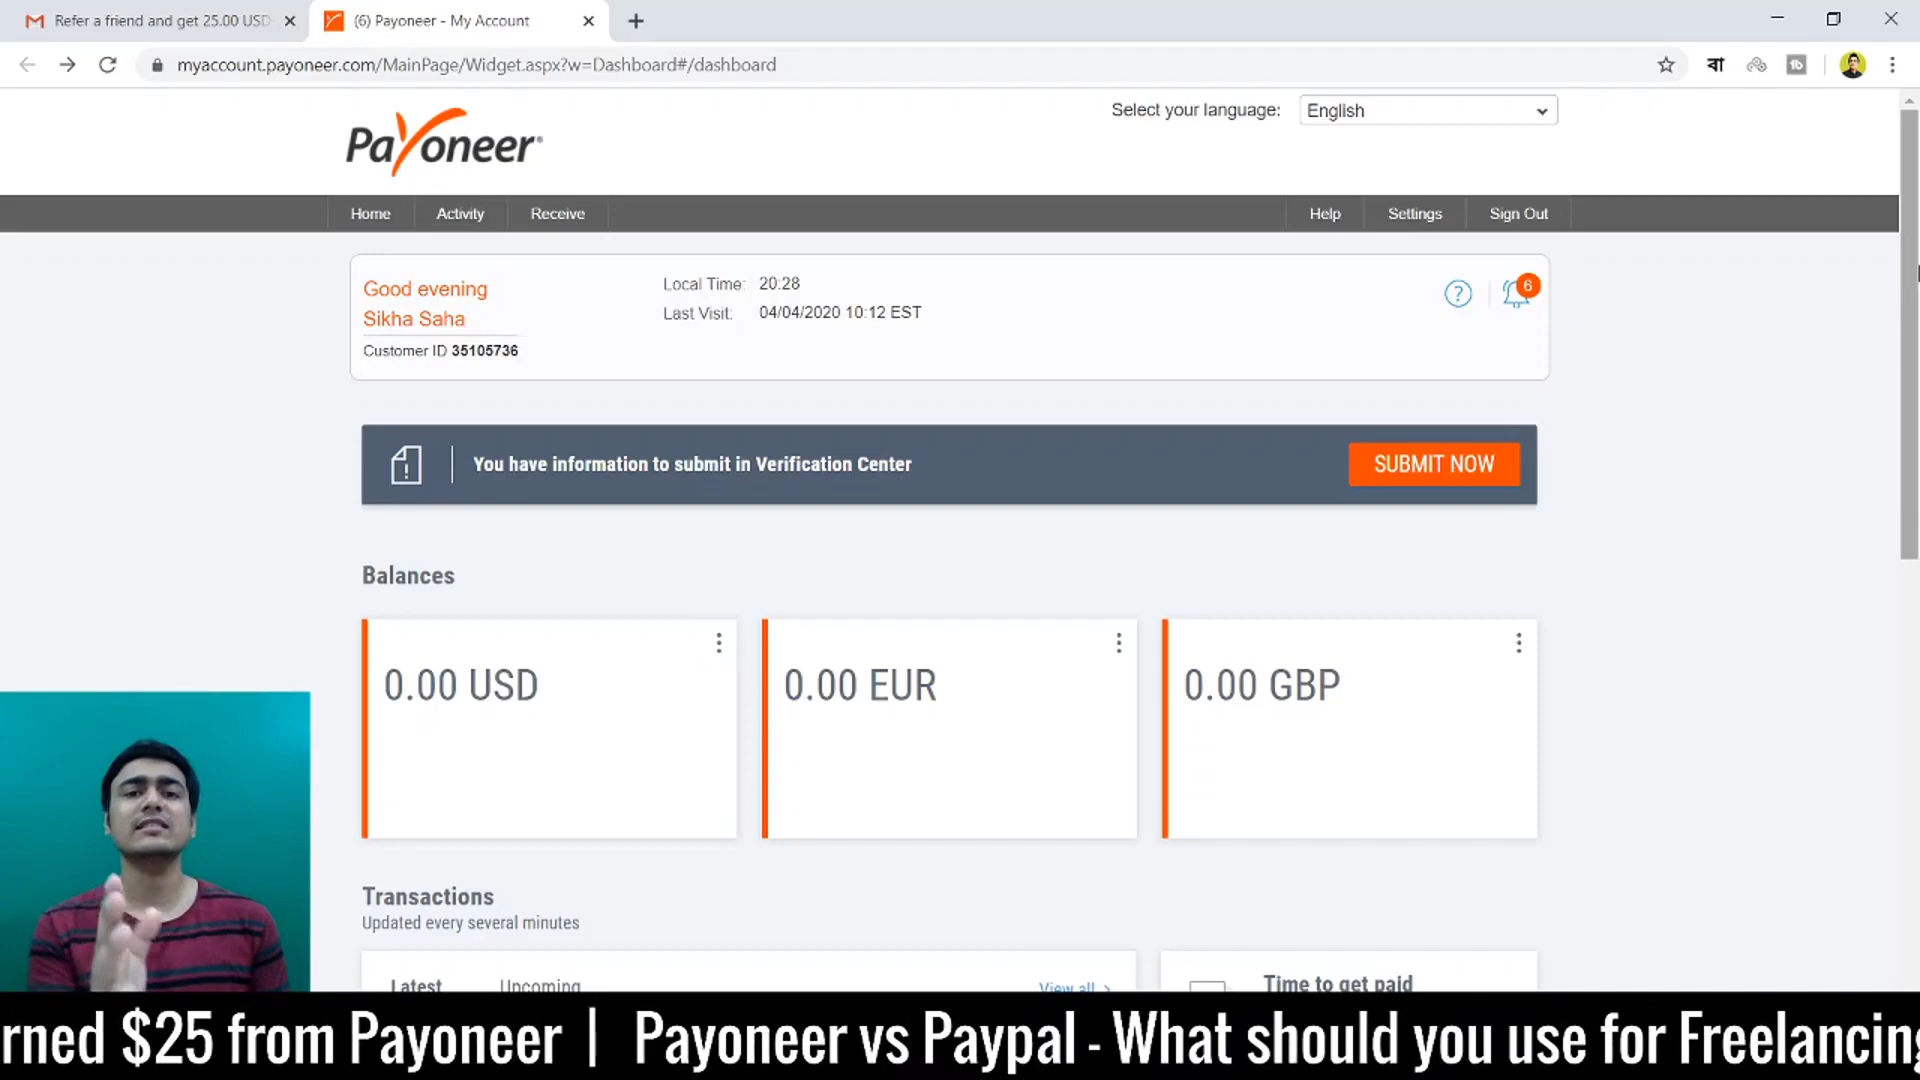 Refer a friend and get 25.00 USD
(6) Payoneer - My Account
myaccount.payoneer.com/MainPage/Widget.aspx?w=Dashboard#/dashboard
বা
Select your language: English
Payoneer
Home Activity Receive Help Settings Sign Out
Good evening
Sikha Saha
Customer ID 35105736
Local Time: 20:28
Last Visit: 04/04/2020 10:12 EST
6
You have information to submit in Verification Center
SUBMIT NOW
Balances
0.00 USD
0.00 EUR
0.00 GBP
Transactions
Updated every several minutes
Latest Upcoming View all >
Time to get paid
rned $25 from Payoneer | Payoneer vs Paypal - What should you use for Freelancing